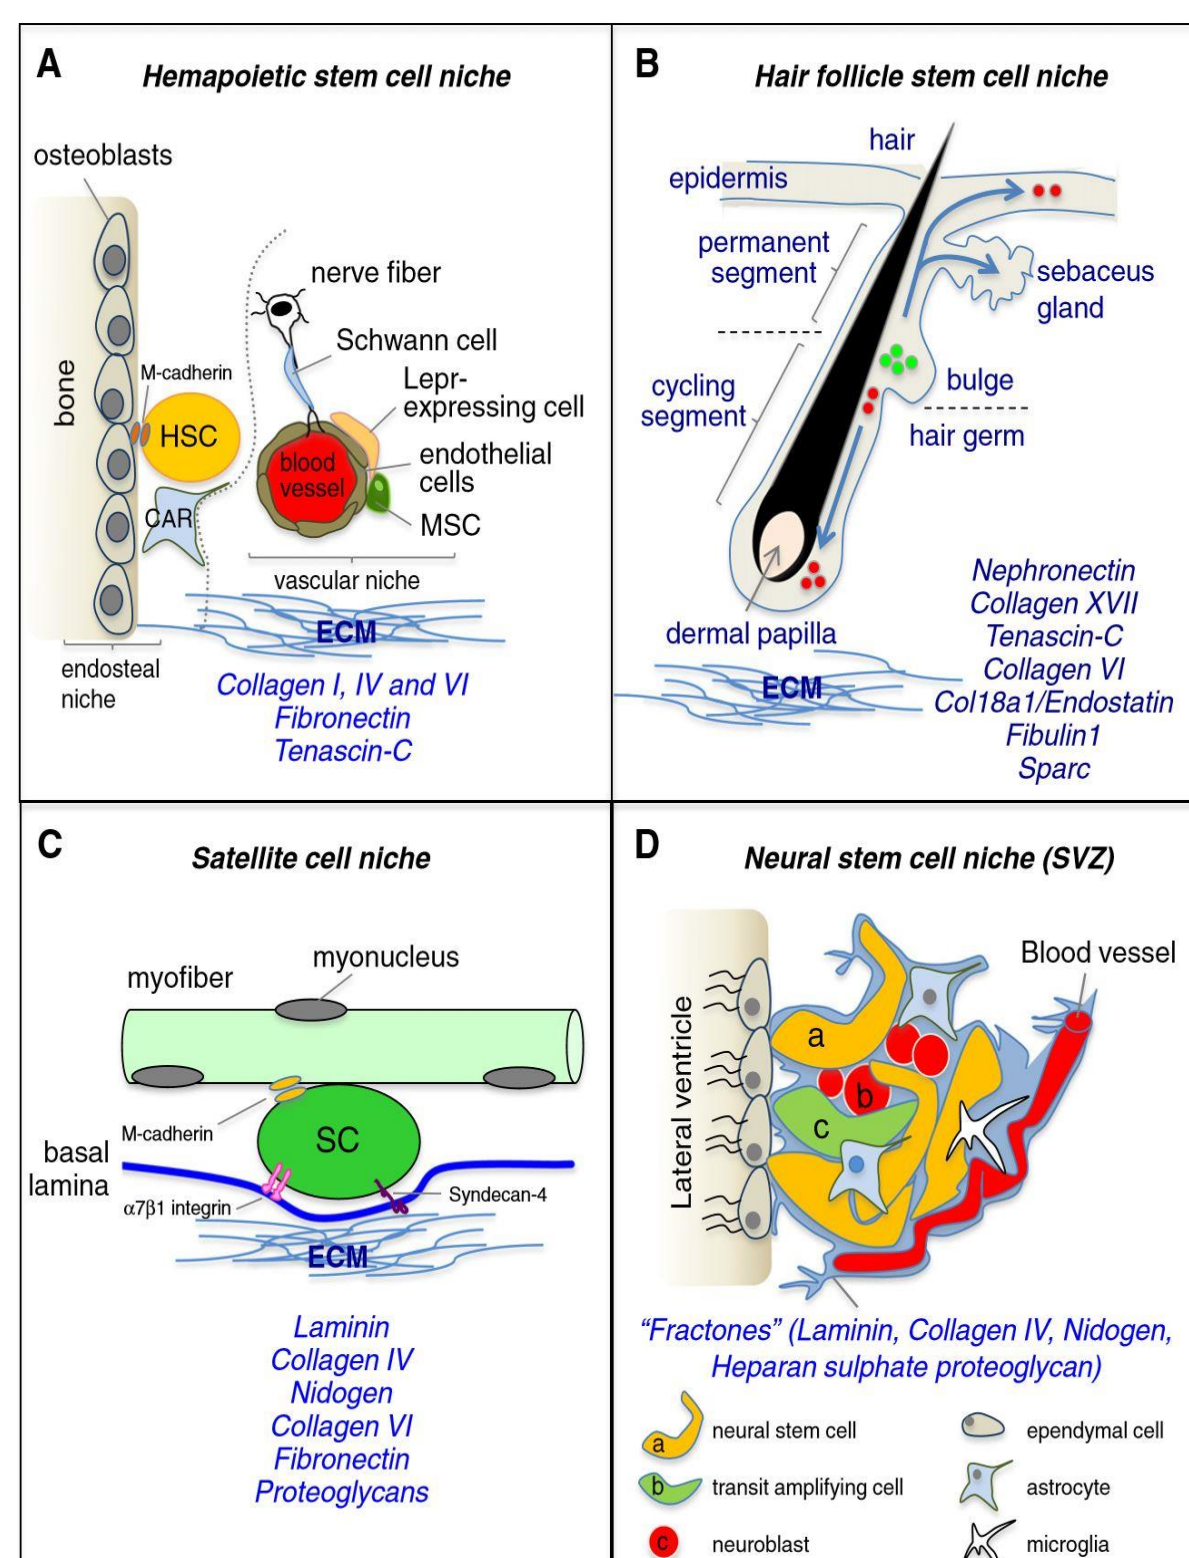 A
Hemapoietic stem cell niche
osteoblasts
nerve fiber
Schwann cell
M-cadherin
Lepr-
expressing cell
bone
HSC
blood
vessel
endothelial
cells
CAR
MSC
vascular niche
ECM
endosteal
niche
Collagen I, IV and VI
Fibronectin
Tenascin-C
B
Hair follicle stem cell niche
hair
epidermis
permanent
segment
sebaceus
gland
cycling
segment
bulge
hair germ
dermal papilla
ECM
Nephronectin
Collagen XVII
Tenascin-C
Collagen VI
Col18a1/Endostatin
Fibulin1
Sparc
C
Satellite cell niche
myofiber
myonucleus
M-cadherin
SC
basal
lamina
α7β1 integrin
Syndecan-4
ECM
Laminin
Collagen IV
Nidogen
Collagen VI
Fibronectin
Proteoglycans
D
Neural stem cell niche (SVZ)
Blood vessel
Lateral ventricle
a
b
c
“Fractones” (Laminin, Collagen IV, Nidogen,
Heparan sulphate proteoglycan)
a neural stem cell
ependymal cell
b transit amplifying cell
astrocyte
c neuroblast
microglia